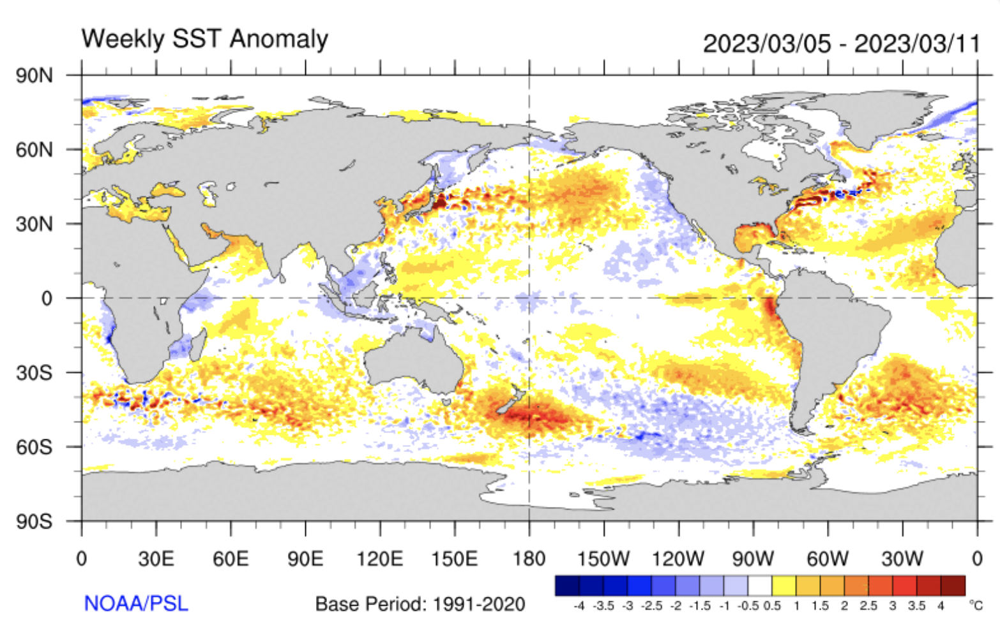 Weekly SST Anomaly
2023/03/05 - 2023/03/11
90N
60N
30N
0
30S
60S
90S
0 30E 60E 90E 120E 150E 180 150W 120W 90W 60W 30W 0
NOAA/PSL
Base Period: 1991-2020
-4 -3.5 -3 -2.5 -2 -1.5 -1 -0.5 0.5 1 1.5 2 2.5 3 3.5 4 °C